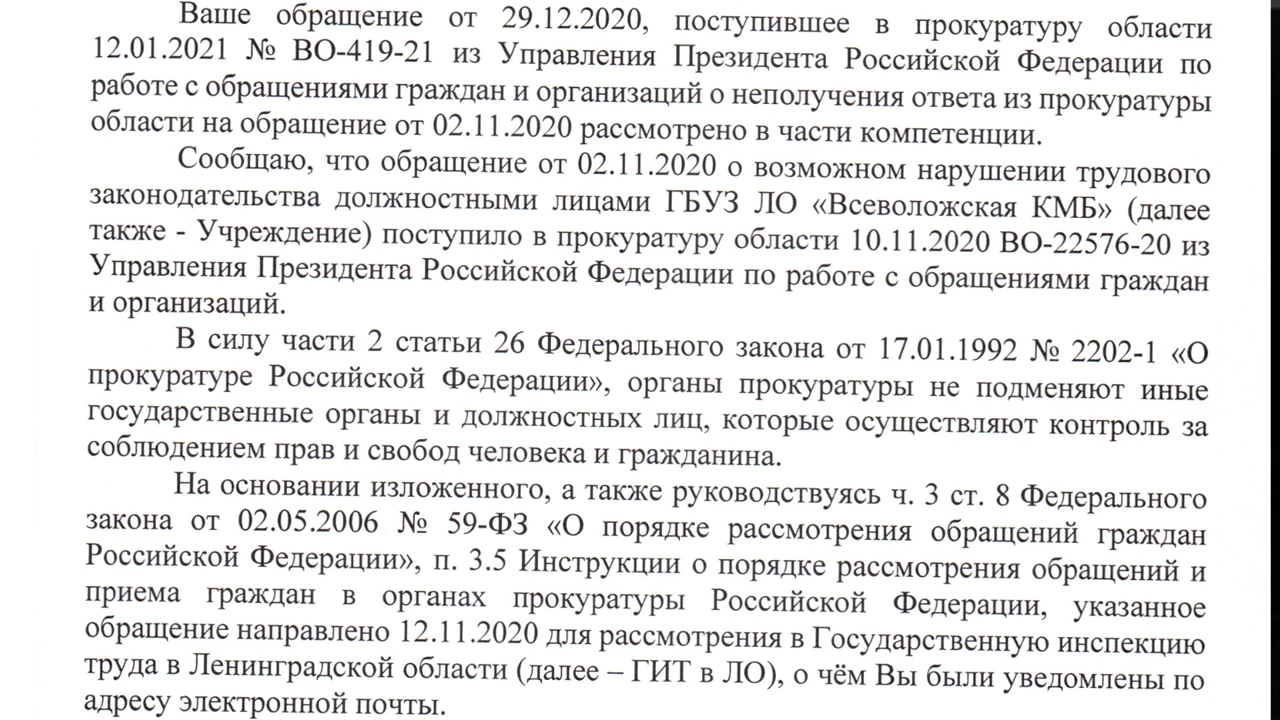 Ваше обращение от 29.12.2020, поступившее в прокуратуру области
12.01.2021 № ВО-419-21 из Управления Президента Российской Федерации по
работе с обращениями граждан и организаций о неполучения ответа из прокуратуры
области на обращение от 02.11.2020 рассмотрено в части компетенции.
Сообщаю, что обращение от 02.11.2020 о возможном нарушении трудового
законодательства должностными лицами ГБУЗ ЛО «Всеволожская КМБ» (далее
также - Учреждение) поступило в прокуратуру области 10.11.2020 ВО-22576-20 из
Управления Президента Российской Федерации по работе с обращениями граждан
и организаций.
В силу части 2 статьи 26 Федерального закона от 17.01.1992 № 2202-1 «О
прокуратуре Российской Федерации», органы прокуратуры не подменяют иные
государственные органы и должностных лиц, которые осуществляют контроль за
соблюдением прав и свобод человека и гражданина.
На основании изложенного, а также руководствуясь ч. 3 ст. 8 Федерального
закона от 02.05.2006 № 59-ФЗ «О порядке рассмотрения обращений граждан
Российской Федерации», п. 3.5 Инструкции о порядке рассмотрения обращений и
приема граждан в органах прокуратуры Российской Федерации, указанное
обращение направлено 12.11.2020 для рассмотрения в Государственную инспекцию
труда в Ленинградской области (далее – ГИТ в ЛО), о чём Вы были уведомлены по
адресу электронной почты.